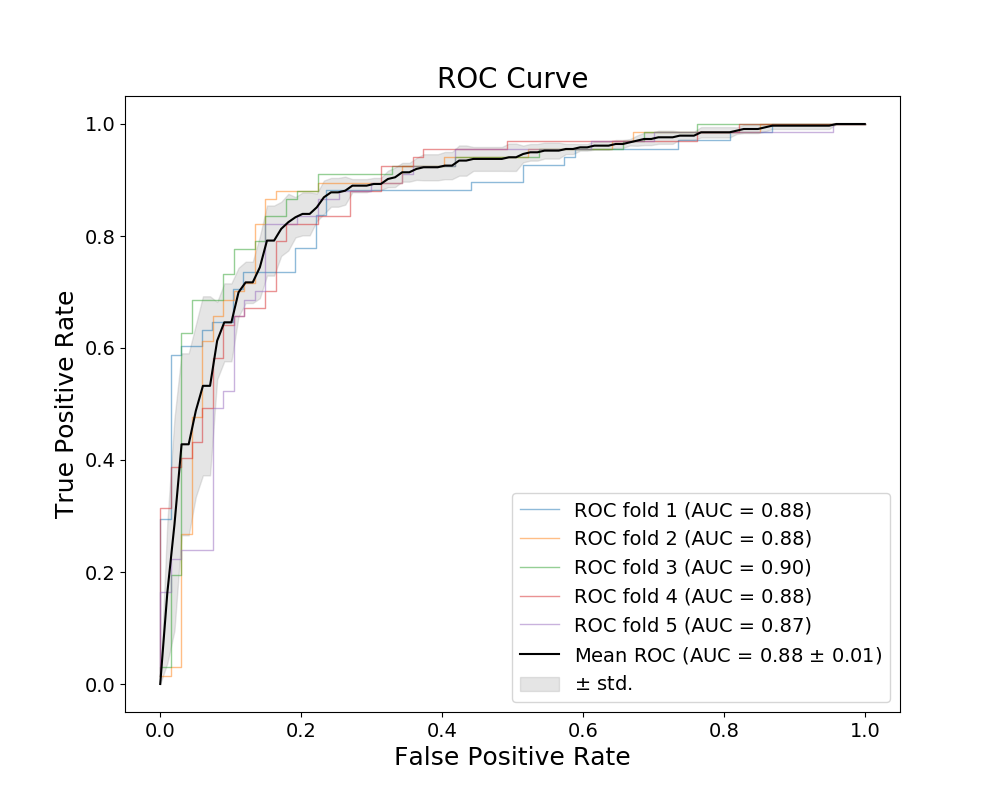 ROC Curve
1.0
0.8
0.6
0.4
0.2
0.0
True Positive Rate
ROC fold 1 (AUC = 0.88)
ROC fold 2 (AUC = 0.88)
ROC fold 3 (AUC = 0.90)
ROC fold 4 (AUC = 0.88)
ROC fold 5 (AUC = 0.87)
Mean ROC (AUC = 0.88 ± 0.01)
± std.
0.0 0.2 0.4 0.6 0.8 1.0
False Positive Rate